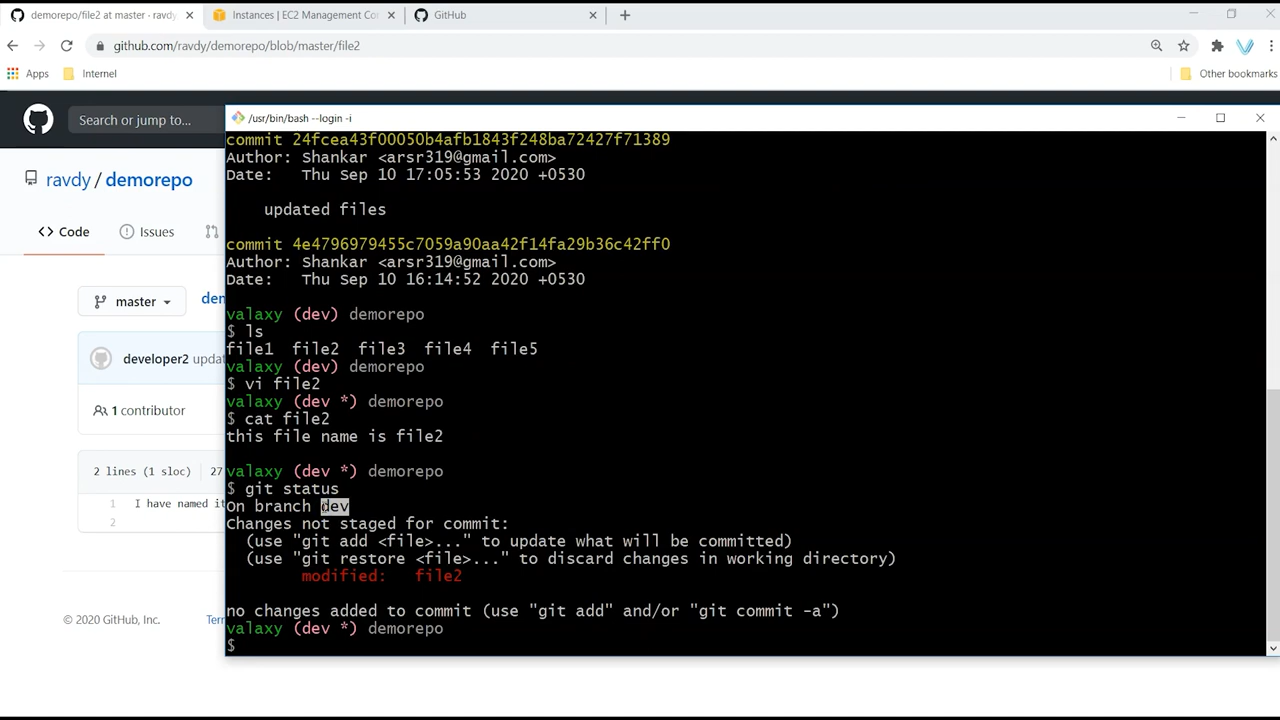 demorepo/file2 at master · ravdy
Instances | EC2 Management Co
GitHub
github.com/ravdy/demorepo/blob/master/file2
Apps
Internel
Other bookmarks
Search or jump to...
/usr/bin/bash --login -i
ravdy / demorepo
Code
Issues
master
dem
developer2 upda
1 contributor
2 lines (1 sloc)
27
1 I have named it
2
© 2020 GitHub, Inc.
Terr
commit 24fcea43f00050b4afb1843f248ba72427f71389
Author: Shankar <arsr319@gmail.com>
Date: Thu Sep 10 17:05:53 2020 +0530
updated files
commit 4e4796979455c7059a90aa42f14fa29b36c42ff0
Author: Shankar <arsr319@gmail.com>
Date: Thu Sep 10 16:14:52 2020 +0530
valaxy (dev) demorepo
$ ls
file1 file2 file3 file4 file5
valaxy (dev) demorepo
$ vi file2
valaxy (dev *) demorepo
$ cat file2
this file name is file2
valaxy (dev *) demorepo
$ git status
On branch dev
Changes not staged for commit:
(use "git add <file>..." to update what will be committed)
(use "git restore <file>..." to discard changes in working directory)
modified: file2
no changes added to commit (use "git add" and/or "git commit -a")
valaxy (dev *) demorepo
$